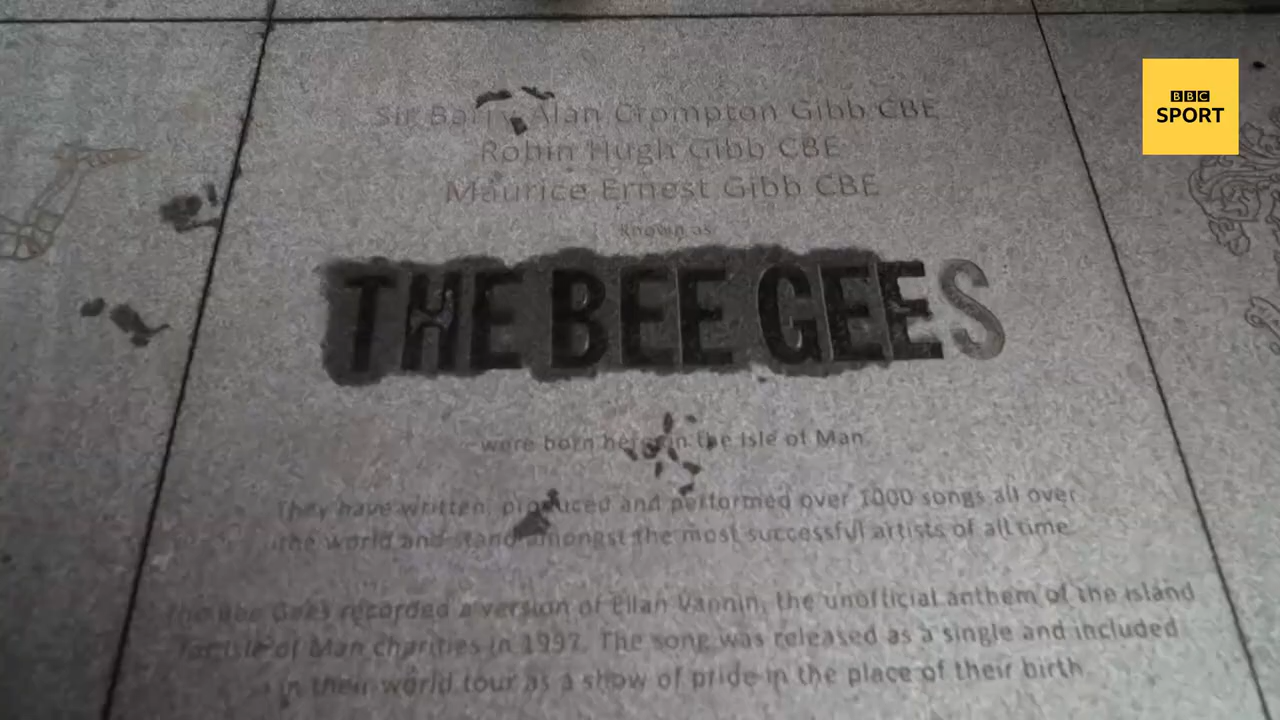 BBC
SPORT
Sir Barry Alan Crompton Gibb CBE
Robin Hugh Gibb CBE
Maurice Ernest Gibb CBE
known as
THE BEE GEES
were born here in the Isle of Man.
They have written, produced and performed over 1000 songs all over
the world and stand amongst the most successful artists of all time.
The Bee Gees recorded a version of Ellan Vannin, the unofficial anthem of the island
for Isle of Man charities in 1997. The song was released as a single and included
in their world tour as a show of pride in the place of their birth.